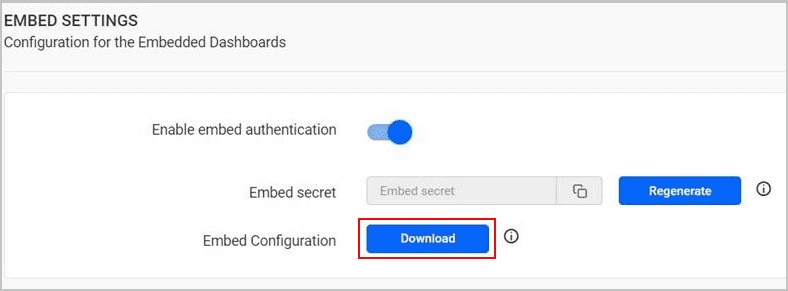 EMBED SETTINGS
Configuration for the Embedded Dashboards
Enable embed authentication
Embed secret Embed secret Regenerate
Embed Configuration Download